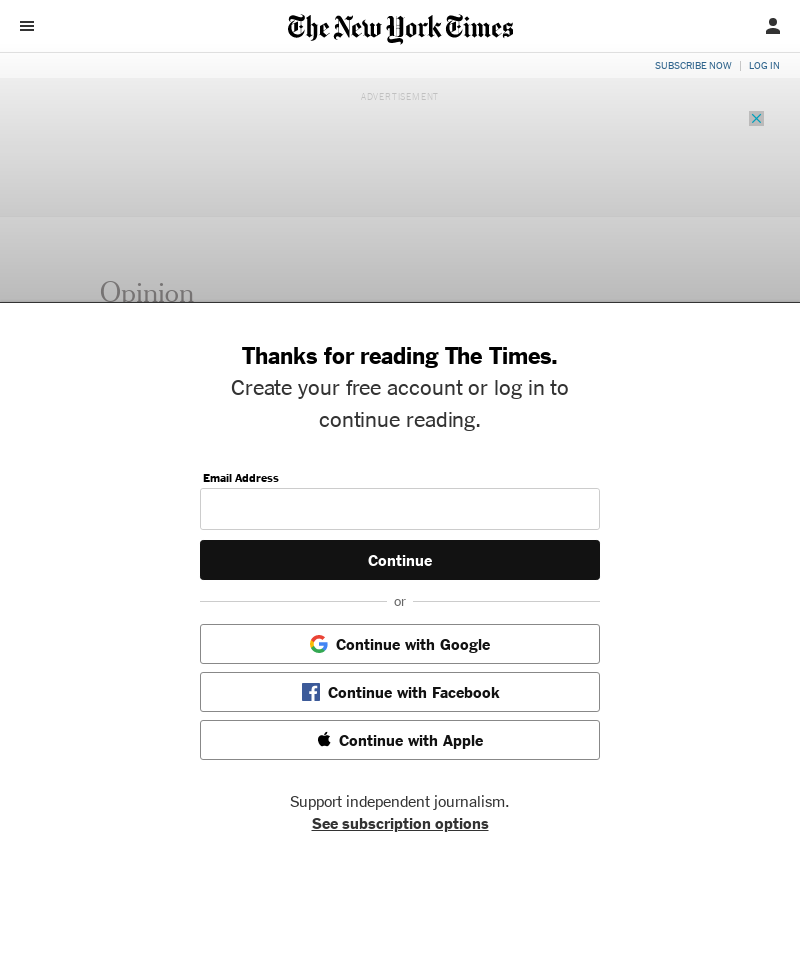 The New York Times
SUBSCRIBE NOW | LOG IN
ADVERTISEMENT
Opinion
Thanks for reading The Times.
Create your free account or log in to
continue reading.
Email Address
Continue
or
Continue with Google
Continue with Facebook
Continue with Apple
Support independent journalism.
See subscription options